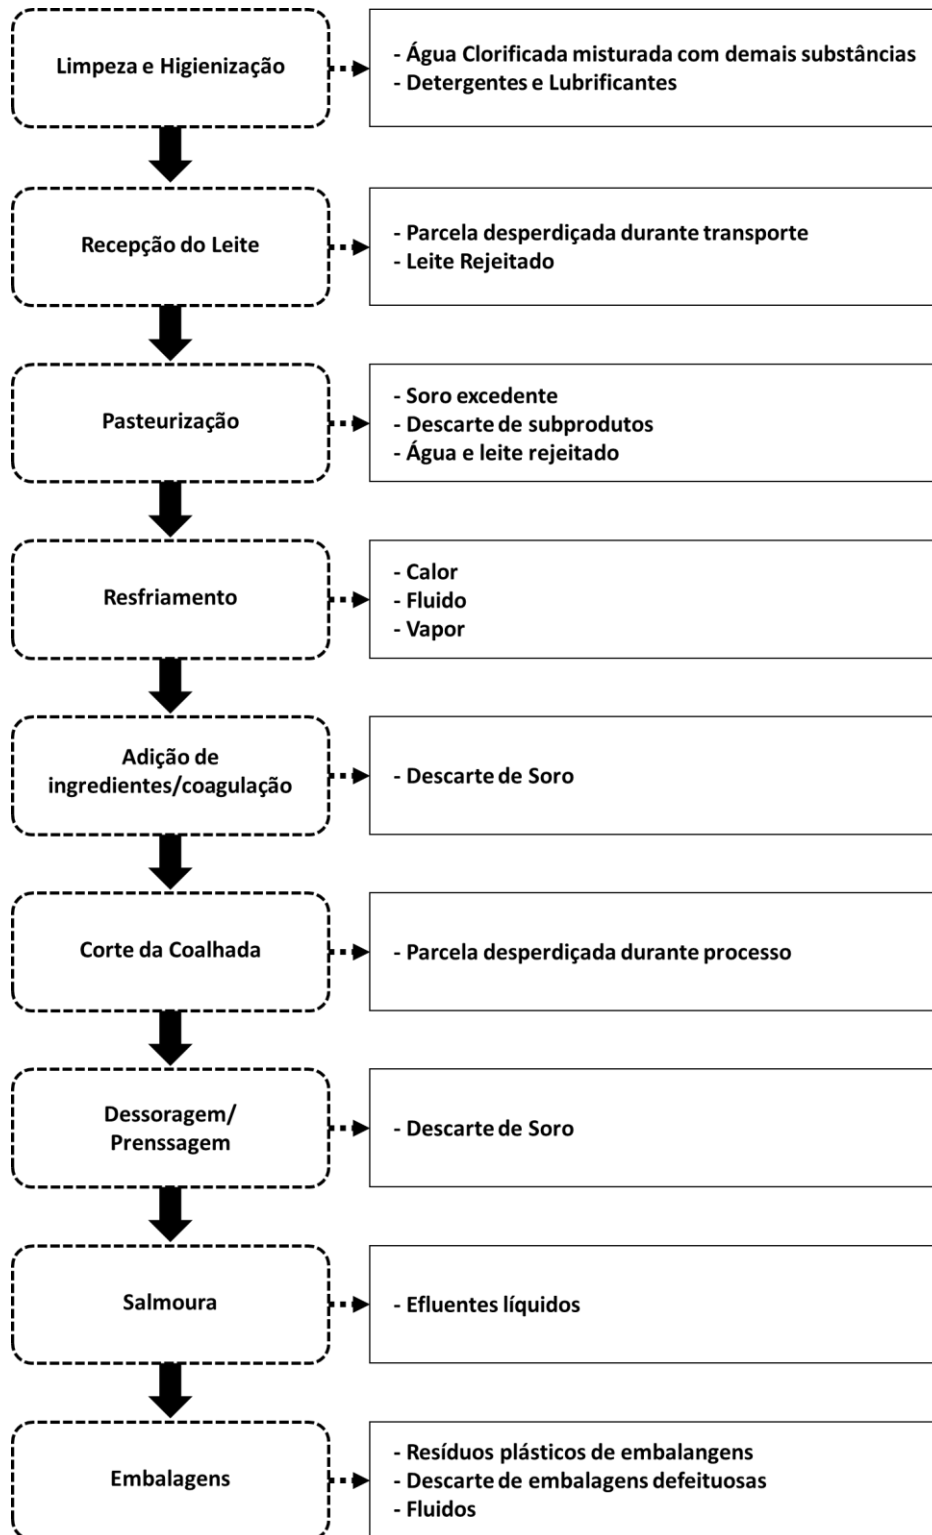 Limpeza e Higienização
- Água Clorificada misturada com demais substâncias
- Detergentes e Lubrificantes
Recepção do Leite
- Parcela desperdiçada durante transporte
- Leite Rejeitado
Pasteurização
- Soro excedente
- Descarte de subprodutos
- Água e leite rejeitado
Resfriamento
- Calor
- Fluido
- Vapor
Adição de
ingredientes/coagulação
- Descarte de Soro
Corte da Coalhada
- Parcela desperdiçada durante processo
Dessoragem/
Prenssagem
- Descarte de Soro
Salmoura
- Efluentes líquidos
Embalagens
- Resíduos plásticos de embalangens
- Descarte de embalagens defeituosas
- Fluidos